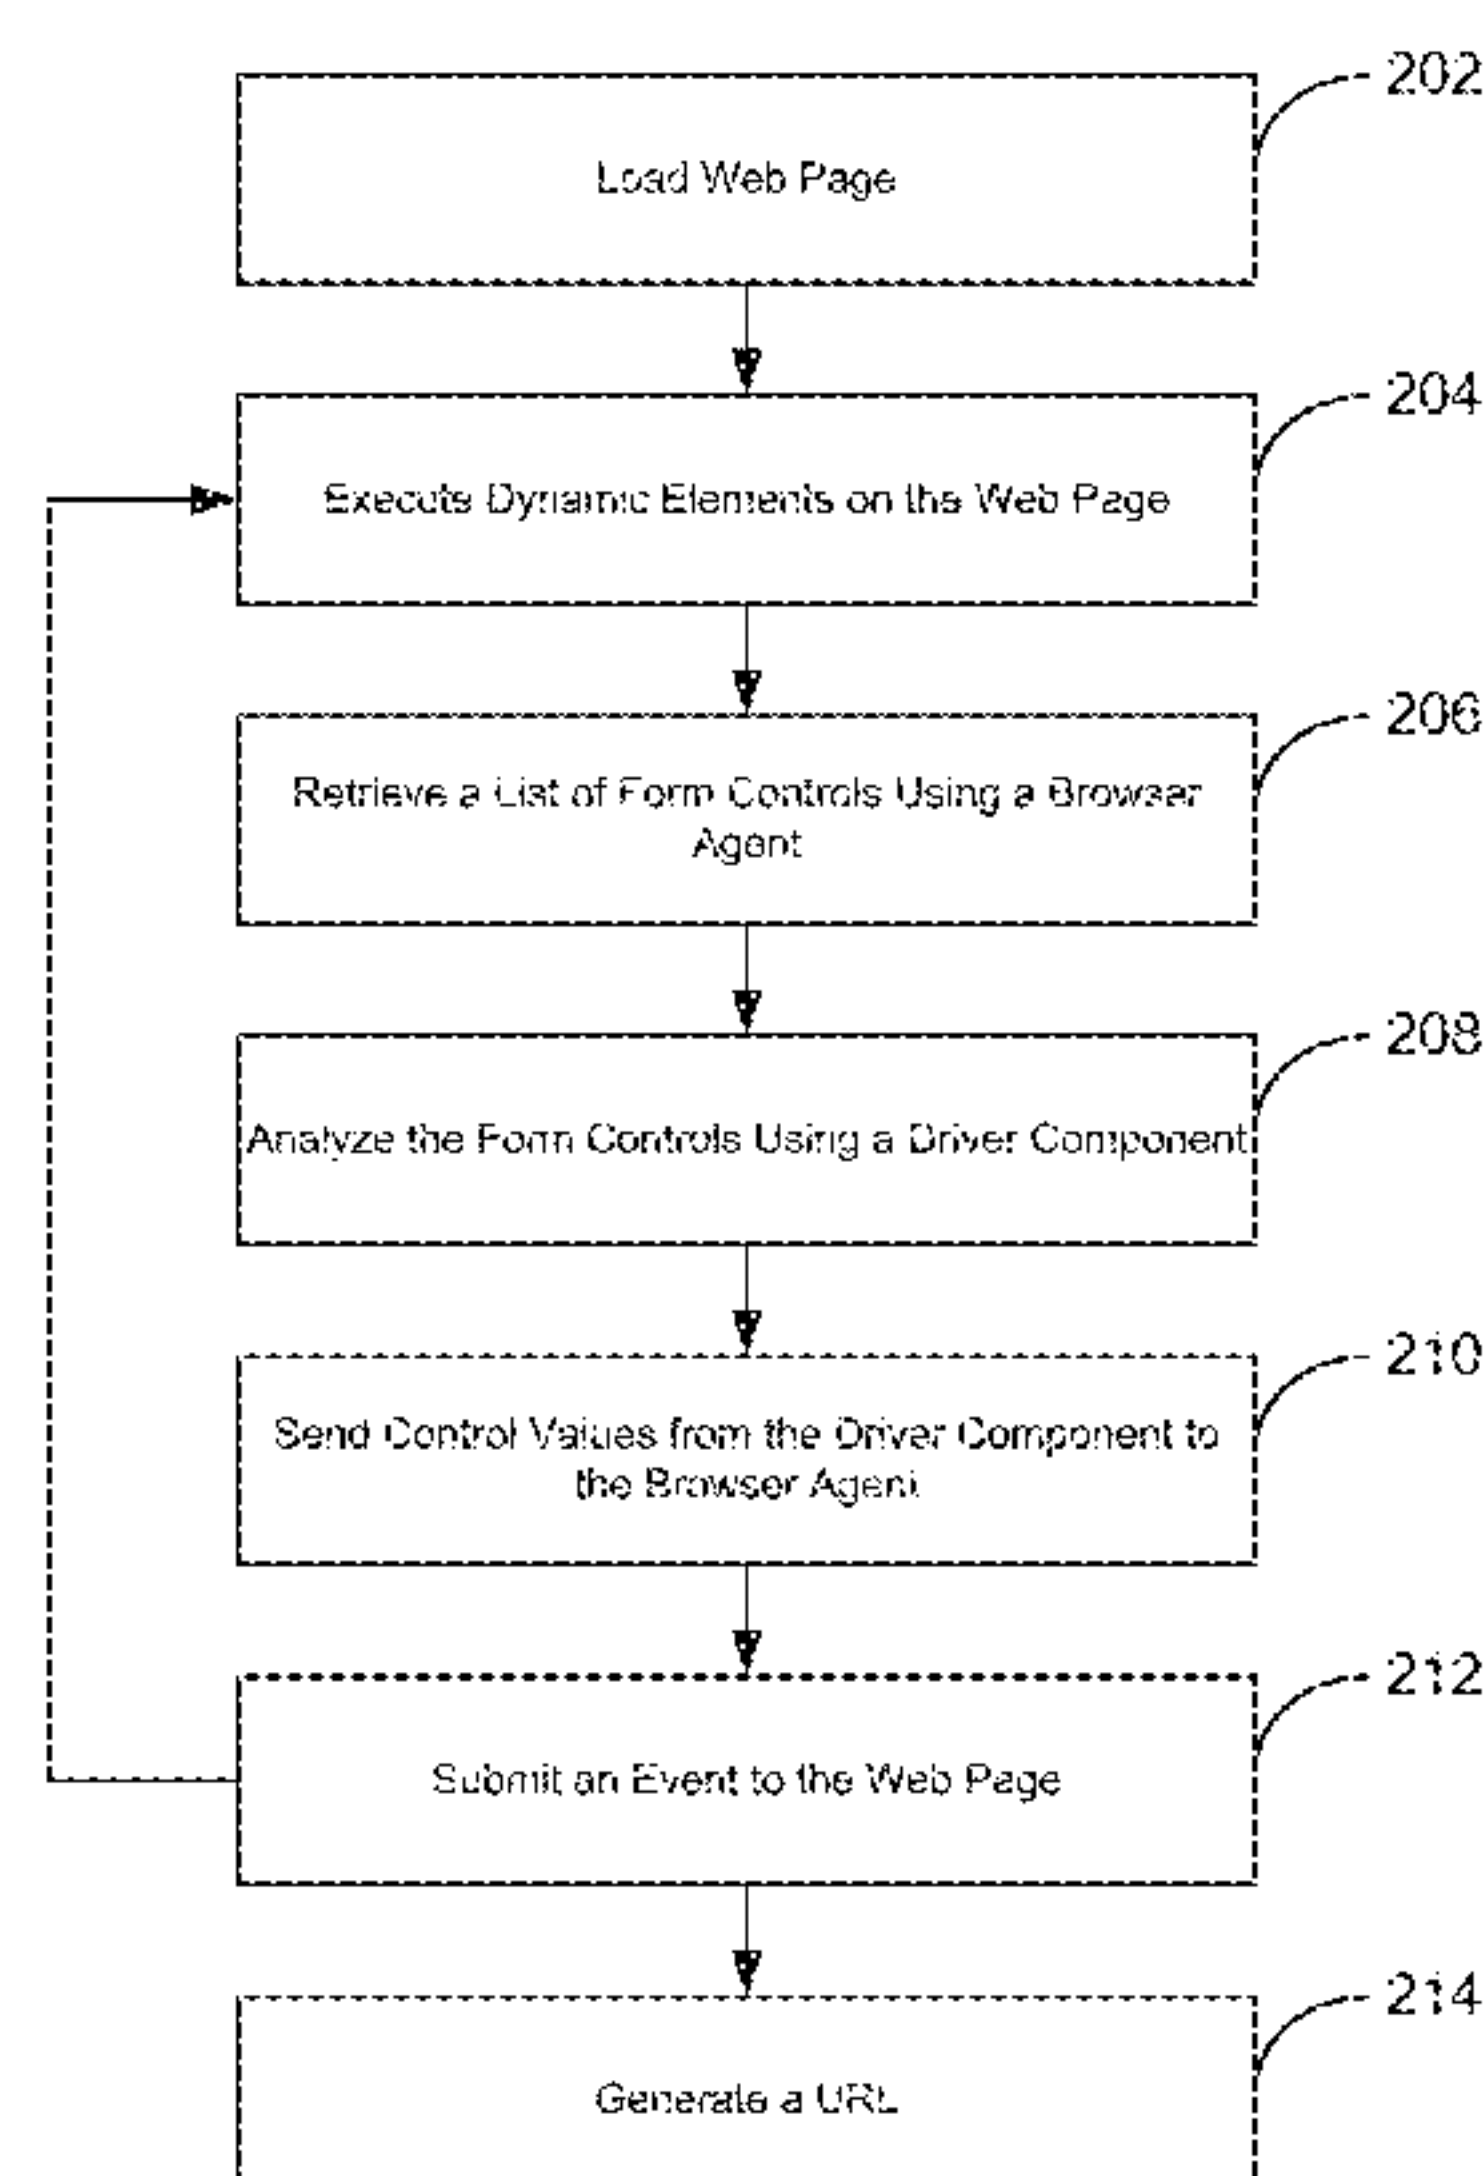 202
Load Web Page
204
Execute Dynamic Elements on the Web Page
206
Retrieve a List of Form Controls Using a Browser
Agent
208
Analyze the Form Controls Using a Driver Component
210
Send Control Values from the Driver Component to
the Browser Agent
212
Submit an Event to the Web Page
214
Generate a URL